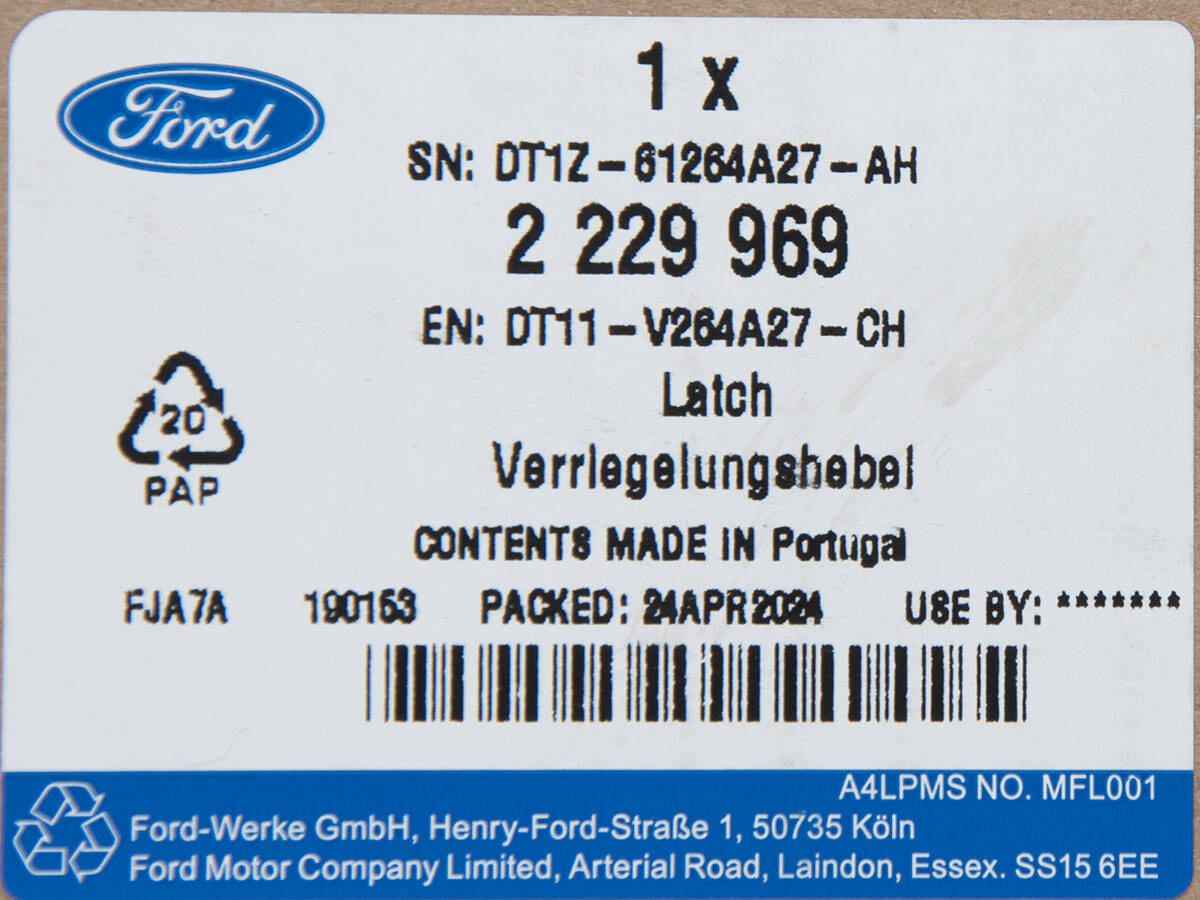 Ford
1 x
SN: DT1Z-61264A27-AH
2 229 969
EN: DT11-V264A27-CH
Latch
Verriegelungshebel
20
PAP
CONTENTS MADE IN Portugal
FJA7A 190153 PACKED: 24APR2024 USE BY: *******
A4LPMS NO. MFL001
Ford-Werke GmbH, Henry-Ford-Straße 1, 50735 Köln
Ford Motor Company Limited, Arterial Road, Laindon, Essex. SS15 6EE